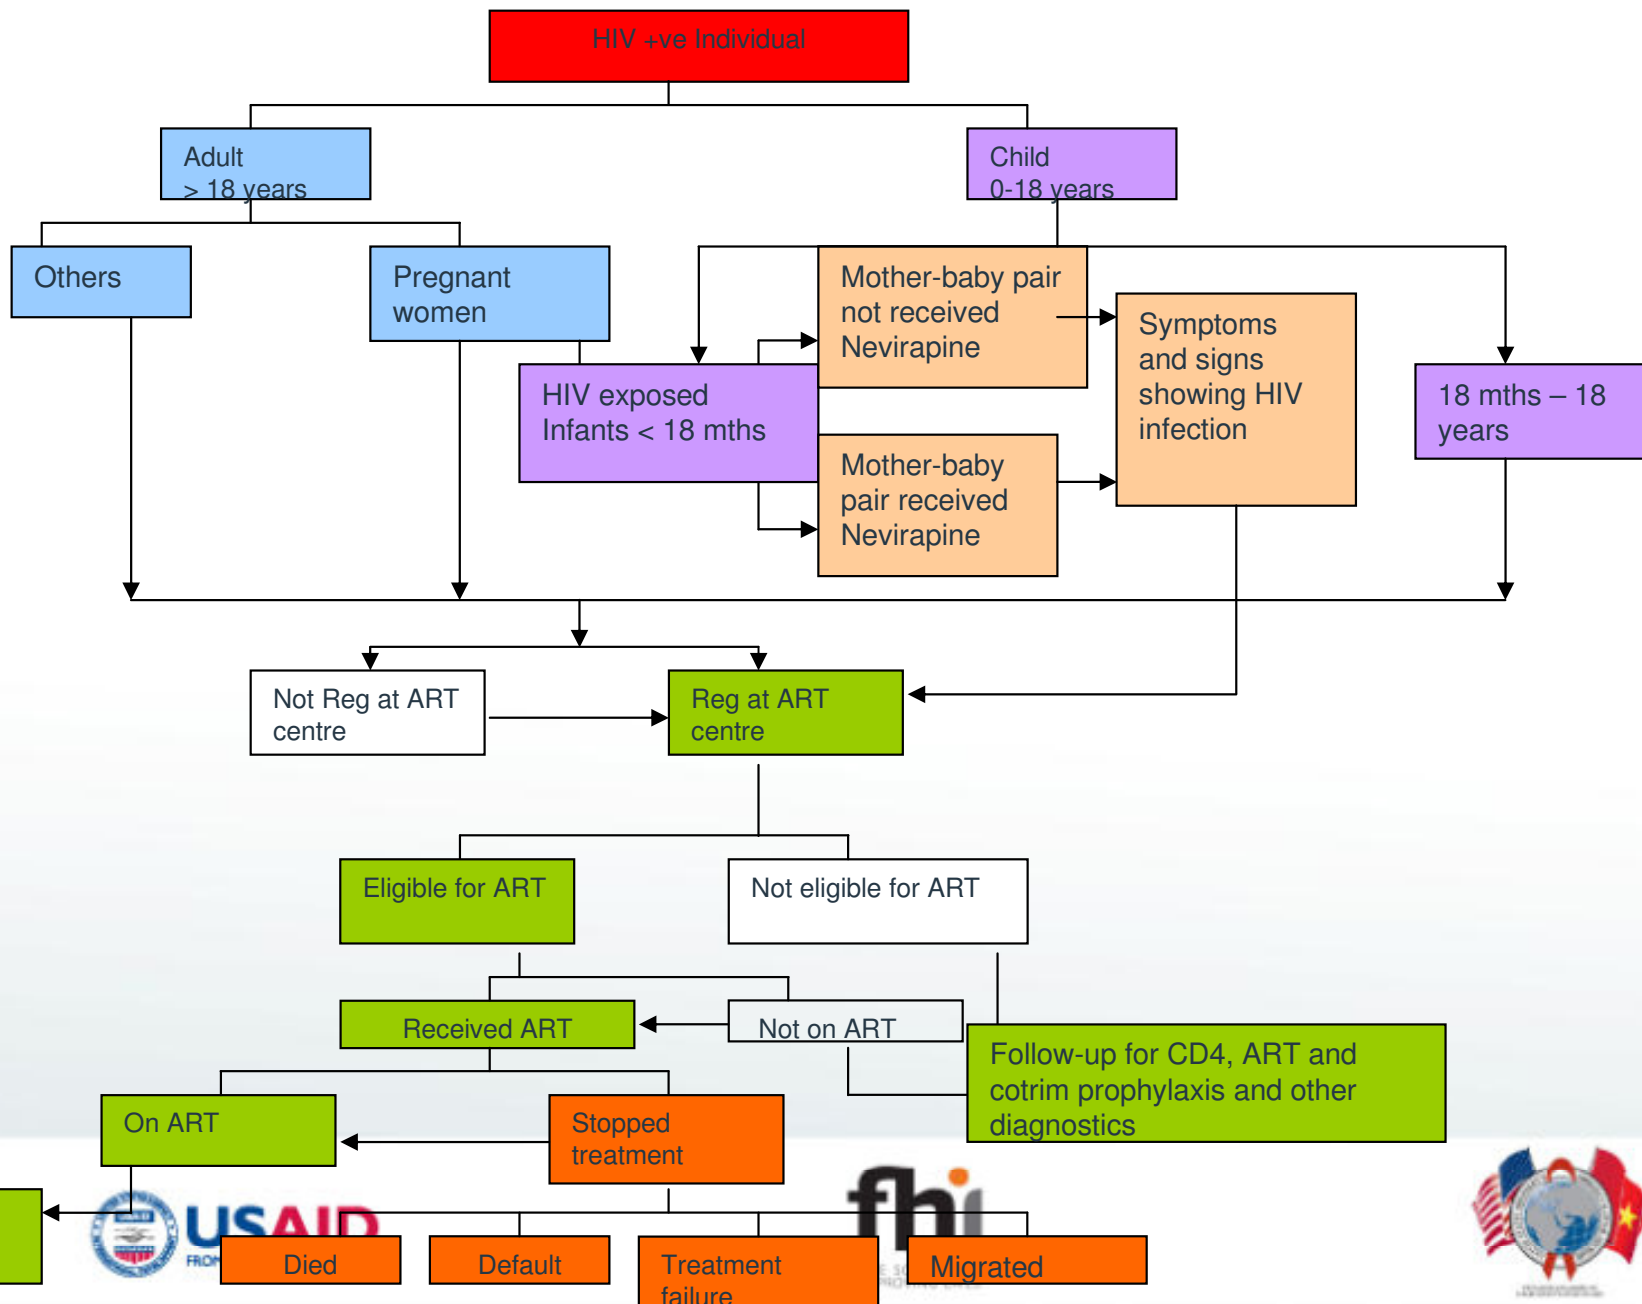 HIV +ve Individual
Adult
> 18 years
Child
0-18 years
Others
Pregnant
women
Mother-baby pair
not received
Nevirapine
Symptoms
and signs
showing HIV
infection
HIV exposed
Infants < 18 mths
18 mths – 18
years
Mother-baby
pair received
Nevirapine
Not Reg at ART
centre
Reg at ART
centre
Eligible for ART
Not eligible for ART
Received ART
Not on ART
Follow-up for CD4, ART and
cotrim prophylaxis and other
diagnostics
On ART
Stopped
treatment
USAID
fhi
Died
Default
Treatment
failure
Migrated